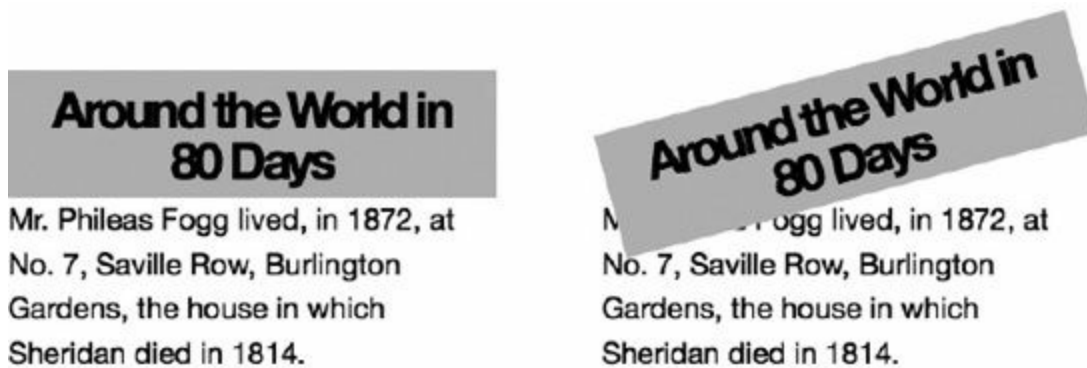 Around the World in
80 Days
Mr. Phileas Fogg lived, in 1872, at
No. 7, Saville Row, Burlington
Gardens, the house in which
Sheridan died in 1814.
Around the World in
80 Days
ogg lived, in 1872, at
No. 7, Saville Row, Burlington
Gardens, the house in which
Sheridan died in 1814.